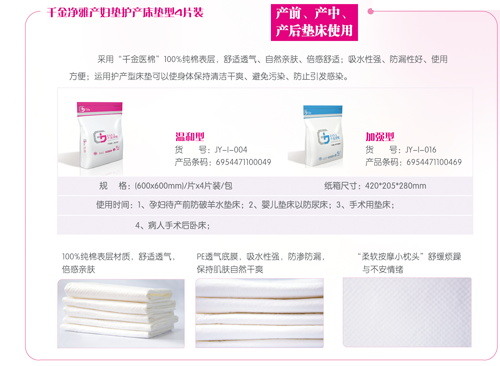 千金净雅产妇垫护产床垫型4片装
产前、产中、
产后垫床使用
采用“千金医棉”100%纯棉表层，舒适透气、自然亲肤、倍感舒适；吸水性强、防漏性好、使用
方便；运用护产型床垫可以使身体保持清洁干爽、避免污染、防止引发感染。
温和型
货 号：JY-I-004
产品条码：6954471100049
加强型
货 号：JY-I-016
产品条码：6954471100469
规 格：(600x600mm)/片x4片装/包
纸箱尺寸：420*205*280mm
使用时间：1、孕妇待产前防破羊水垫床；2、婴儿垫床以防尿床；3、手术用垫床；
4、病人手术后卧床；
100%纯棉表层材质，舒适透气，
倍感亲肤
PE透气底膜，吸水性强，防渗防漏，
保持肌肤自然干爽
“柔软按摩小枕头”舒缓烦躁
与不安情绪